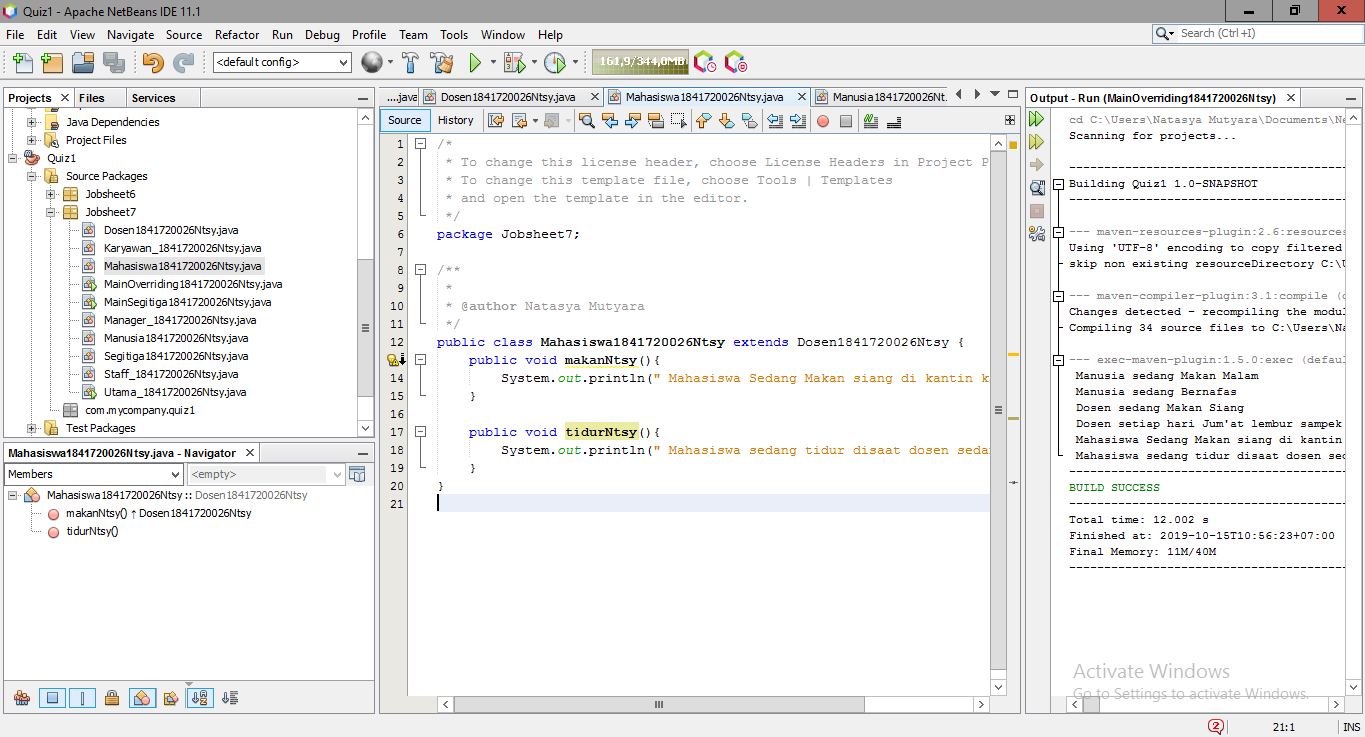 Quiz1 - Apache NetBeans IDE 11.1
File Edit View Navigate Source Refactor Run Debug Profile Team Tools Window Help
Search (Ctrl+I)
<default config>
161,9/344,0MB
Projects Files Services
Java Dependencies
Project Files
Quiz1
Source Packages
Jobsheet6
Jobsheet7
Dosen1841720026Ntsy.java
Karyawan_1841720026Ntsy.java
Mahasiswa1841720026Ntsy.java
MainOverriding1841720026Ntsy.java
MainSegitiga1841720026Ntsy.java
Manager_1841720026Ntsy.java
Manusia1841720026Ntsy.java
Segitiga1841720026Ntsy.java
Staff_1841720026Ntsy.java
Utama_1841720026Ntsy.java
com.mycompany.quiz1
Test Packages
Mahasiswa1841720026Ntsy.java - Navigator
Members <empty>
Mahasiswa1841720026Ntsy :: Dosen1841720026Ntsy
makanNtsy() ↑ Dosen1841720026Ntsy
tidurNtsy()
....java Dosen1841720026Ntsy.java Mahasiswa1841720026Ntsy.java Manusia1841720026Nt...
Source History
1 /*
2 * To change this license header, choose License Headers in Project P
3 * To change this template file, choose Tools | Templates
4 * and open the template in the editor.
5 */
6 package Jobsheet7;
7
8 /**
9 *
10 * @author Natasya Mutyara
11 */
12 public class Mahasiswa1841720026Ntsy extends Dosen1841720026Ntsy {
public void makanNtsy(){
14 System.out.println(" Mahasiswa Sedang Makan siang di kantin k
15 }
16
17 public void tidurNtsy(){
18 System.out.println(" Mahasiswa sedang tidur disaat dosen seda
19 }
20 }
21
Output - Run (MainOverriding1841720026Ntsy)
cd C:\Users\Natasya Mutyara\Documents\Ne
Scanning for projects...
------------------------------------
Building Quiz1 1.0-SNAPSHOT
------------------------------------
--- maven-resources-plugin:2.6:resources
Using 'UTF-8' encoding to copy filtered
skip non existing resourceDirectory C:\U
--- maven-compiler-plugin:3.1:compile (d
Changes detected - recompiling the modul
Compiling 34 source files to C:\Users\Na
--- exec-maven-plugin:1.5.0:exec (defaul
Manusia sedang Makan Malam
Manusia sedang Bernafas
Dosen sedang Makan Siang
Dosen setiap hari Jum'at lembur sampek
Mahasiswa Sedang Makan siang di kantin
Mahasiswa sedang tidur disaat dosen sed
------------------------------------
BUILD SUCCESS
------------------------------------
Total time: 12.002 s
Finished at: 2019-10-15T10:56:23+07:00
Final Memory: 11M/40M
------------------------------------
Activate Windows
Go to Settings to activate Windows.
2 21:1 INS